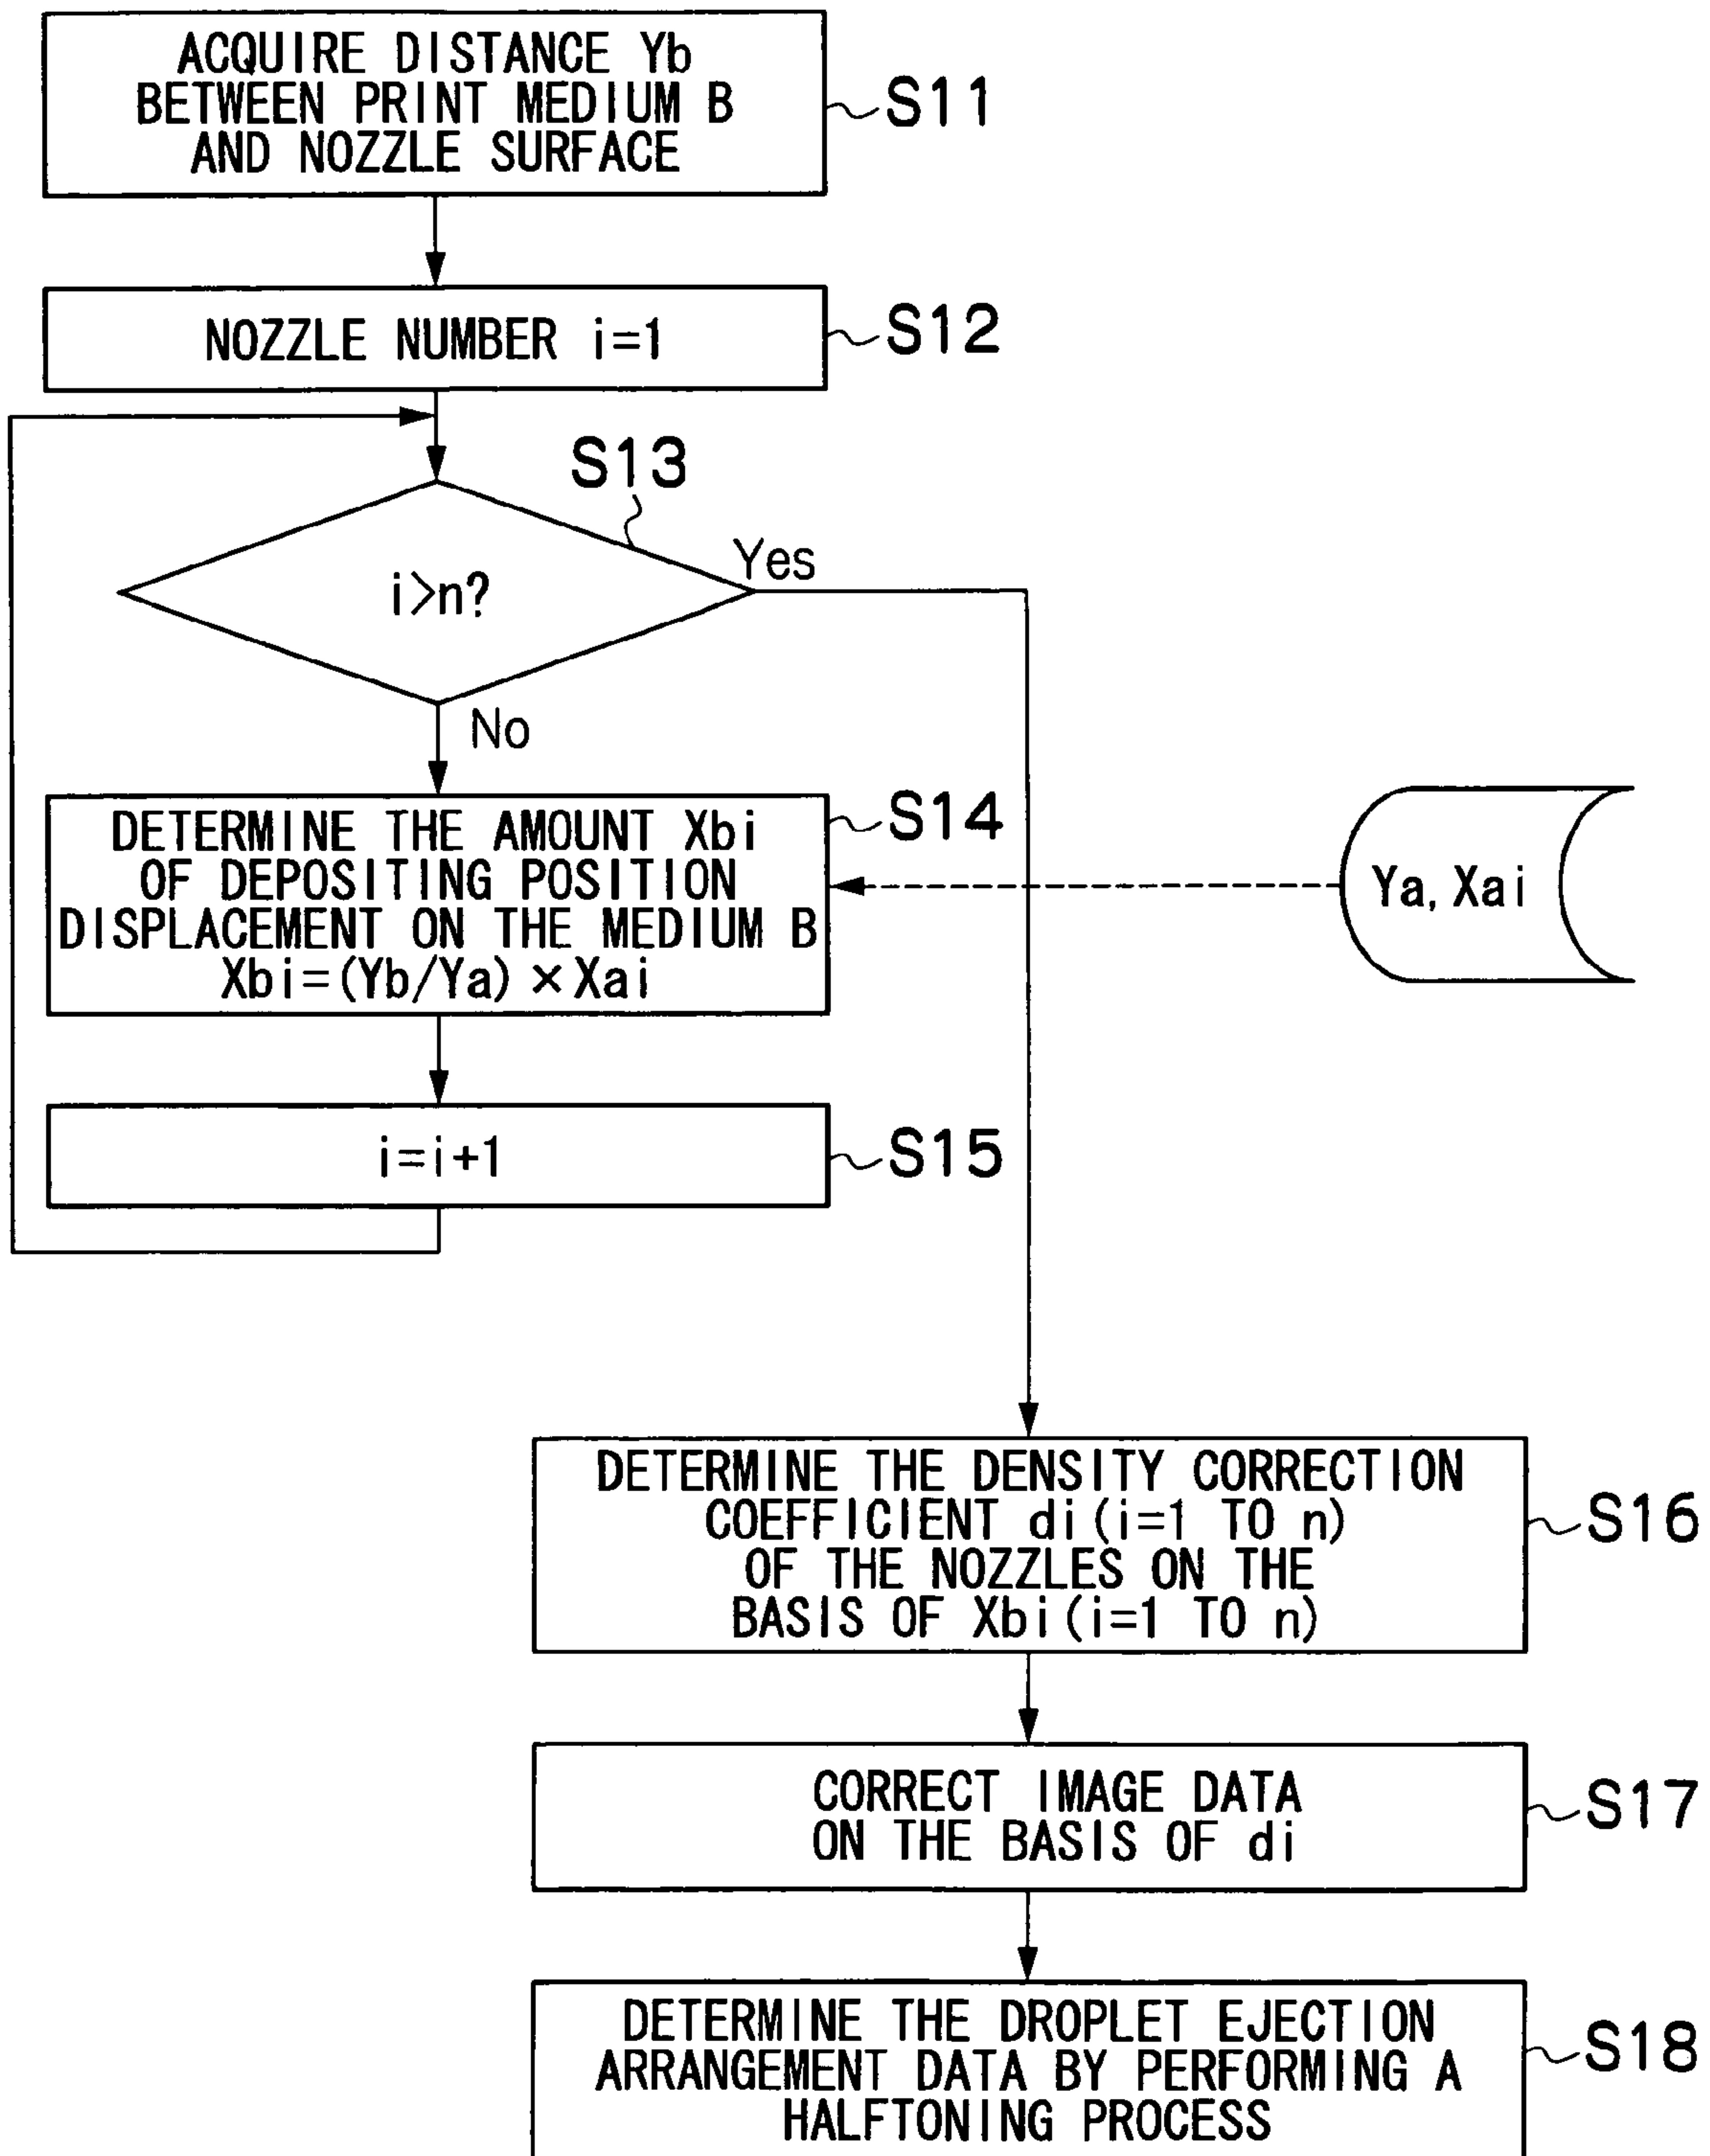 ACQUIRE DISTANCE Yb
BETWEEN PRINT MEDIUM B
AND NOZZLE SURFACE
S11
NOZZLE NUMBER i=1
S12
S13
i>n?
Yes
No
DETERMINE THE AMOUNT Xbi
OF DEPOSITING POSITION
DISPLACEMENT ON THE MEDIUM B
Xbi=(Yb/Ya)×Xai
S14
Ya, Xai
i=i+1
S15
DETERMINE THE DENSITY CORRECTION
COEFFICIENT di(i=1 TO n)
OF THE NOZZLES ON THE
BASIS OF Xbi(i=1 TO n)
S16
CORRECT IMAGE DATA
ON THE BASIS OF di
S17
DETERMINE THE DROPLET EJECTION
ARRANGEMENT DATA BY PERFORMING A
HALFTONING PROCESS
S18